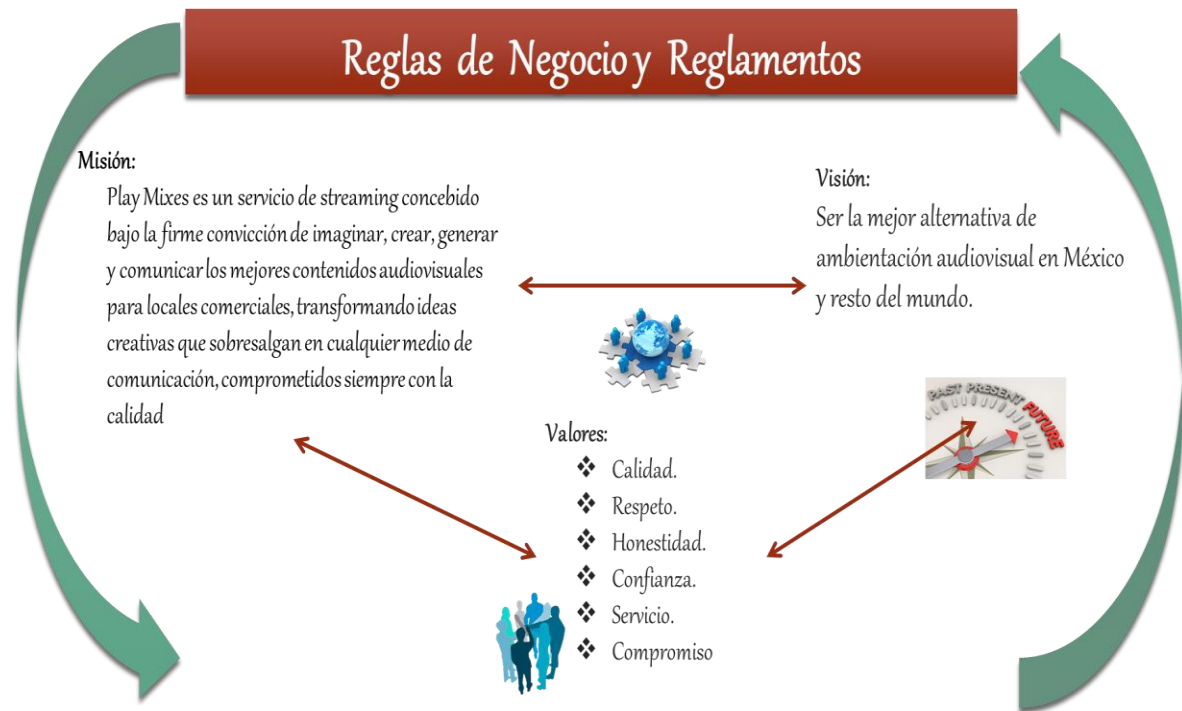 Reglas de Negocio y Reglamentos
Misión:
Play Mixes es un servicio de streaming concebido
bajo la firme convicción de imaginar, crear, generar
y comunicar los mejores contenidos audiovisuales
para locales comerciales, transformando ideas
creativas que sobresalgan en cualquier medio de
comunicación, comprometidos siempre con la
calidad
Visión:
Ser la mejor alternativa de
ambientación audiovisual en México
y resto del mundo.
PAST PRESENT FUTURE
Valores:
❖ Calidad.
❖ Respeto.
❖ Honestidad.
❖ Confianza.
❖ Servicio.
❖ Compromiso